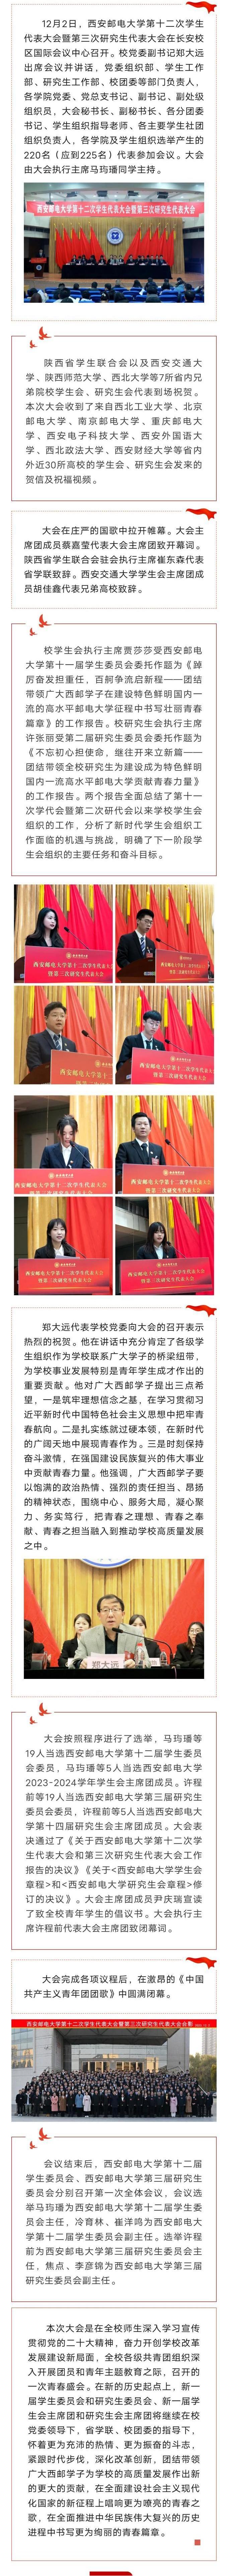 12月2日，西安邮电大学第十二次学生
代表大会暨第三次研究生代表大会在长安校
区国际会议中心召开。校党委副书记郑大远
出席会议并讲话，党委组织部、学生工作
部、研究生工作部、校团委等部门负责人，
各学院党委、党总支书记、副书记、副处级
组织员，大会秘书长、副秘书长、各分团委
书记、学生组织指导老师、各主要学生社团
组织负责人，各学院及学生组织选举产生的
220名（应到225名）代表参加会议。大会
由大会执行主席马玙璠同学主持。
西安邮电大学第十二次学生代表大会暨第三次研究生代表大会
陕西省学生联合会以及西安交通大
学、陕西师范大学、西北大学等7所省内兄
弟院校学生会、研究生会代表到场祝贺。
本次大会收到了来自西北工业大学、北京
邮电大学、南京邮电大学、重庆邮电大
学、西安电子科技大学、西安外国语大
学、西北政法大学、西安财经大学等省内
外近30所高校的学生会、研究生会发来的
贺信及祝福视频。
大会在庄严的国歌中拉开帷幕。大会主
席团成员蔡嘉莹代表大会主席团致开幕词。
陕西省学生联合会驻会执行主席崔东森代表
省学联致辞。西安交通大学学生会主席团成
员胡佳鑫代表兄弟高校致辞。
校学生会执行主席贾莎莎受西安邮电
大学第十一届学生委员会委托作题为《踔
厉奋发担重任，百舸争流启新程——团结
带领广大西邮学子在建设特色鲜明国内一
流的高水平邮电大学征程中书写壮丽青春
篇章》的工作报告。校研究生会执行主席
许张丽受第二届研究生委员会委托作题为
《不忘初心担使命，继往开来立新篇——
团结带领全校研究生为建设成为特色鲜明
国内一流高水平邮电大学贡献青春力量》
的工作报告。两个报告全面总结了第十一
次学代会暨第二次研代会以来学校学生会
组织的工作，分析了新时代学生会组织工
作面临的机遇与挑战，明确了下一阶段学
生会组织的主要任务和奋斗目标。
西安邮电大学第十二次学生代表大会
暨第三次研究生代表大会
西安邮电大学第十二次学生代表大会
暨第三次研究生代表大会
西安邮电大学第十二次学生代表大会
西安邮电大学第十二次学生代表大会
暨第三次研究生代表大会
西安邮电大学第十二次学生代表大会
暨第三次研究生代表大会
西安邮电大学第十二次学生代表大会
暨第三次研究生代表大会
西安邮电大学第十二次学生代表大会
暨第三次研究生代表大会
西安邮电大学第十二次学生代表大会
暨第三次研究生代表大会
郑大远代表学校党委向大会的召开表示
热烈的祝贺。他在讲话中充分肯定了各级学
生组织作为学校联系广大学子的桥梁纽带，
为学校事业发展特别是青年学生成才作出的
重要贡献。他对广大西邮学子提出三点希
望，一是筑牢理想信念之基，在学习贯彻习
近平新时代中国特色社会主义思想中把牢青
春航向。二是扎实练就过硬本领，在新时代
的广阔天地中展现青春作为。三是时刻保持
奋斗激情，在强国建设民族复兴的伟大事业
中贡献青春力量。他强调，广大西邮学子要
以饱满的政治热情、强烈的责任担当、昂扬
的精神状态，围绕中心、服务大局，凝心聚
力、务实笃行，把青春之理想、青春之奉
献、青春之担当融入到推动学校高质量发展
之中。
郑大远
大会按照程序进行了选举，马玙璠等
19人当选西安邮电大学第十二届学生委员
会委员，马玙璠等5人当选西安邮电大学
2023-2024学年学生会主席团成员。许程
前等19人当选西安邮电大学第三届研究生
委员会委员，许程前等5人当选西安邮电大
学第十四届研究生会主席团成员。大会表
决通过了《关于西安邮电大学第十二次学
生代表大会和第三次研究生代表大会工作
报告的决议》《关于<西安邮电大学学生会
章程>和<西安邮电大学研究生会章程>修
订的决议》。大会主席团成员尹庆瑞宣读
了致全校青年学生的倡议书。大会执行主
席许程前代表大会主席团致闭幕词。
大会完成各项议程后，在激昂的《中国
共产主义青年团团歌》中圆满闭幕。
西安邮电大学第十二次学生代表大会暨第三次研究生代表大会合影
会议结束后，西安邮电大学第十二届
学生委员会、西安邮电大学第三届研究生
委员会分别召开第一次全体会议，会议选
举马玙璠为西安邮电大学第十二届学生委
员会主任，冷育林、崔洋鸣为西安邮电大
学第十二届学生委员会副主任。选举许程
前为西安邮电大学第三届研究生委员会主
任，焦点、李彦锦为西安邮电大学第三届
研究生委员会副主任。
本次大会是在全校师生深入学习宣传
贯彻党的二十大精神，奋力开创学校改革
发展建设新局面，全校各级共青团组织深
入开展团员和青年主题教育之际，召开的
一次青春盛会。在新的历史起点上，新一
届学生委员会和研究生委员会、新一届学
生会主席团和研究生会主席团将继续在校
党委领导下，省学联、校团委的指导下，
怀着更为充沛的热情、更为振奋的斗志，
紧跟时代步伐，深化改革创新，团结带领
广大西邮学子为学校的高质量发展作出新
的更大的贡献，在全面建设社会主义现代
化国家的新征程上唱响更为嘹亮的青春之
歌，在全面推进中华民族伟大复兴的历史
进程中书写更为绚丽的青春篇章。